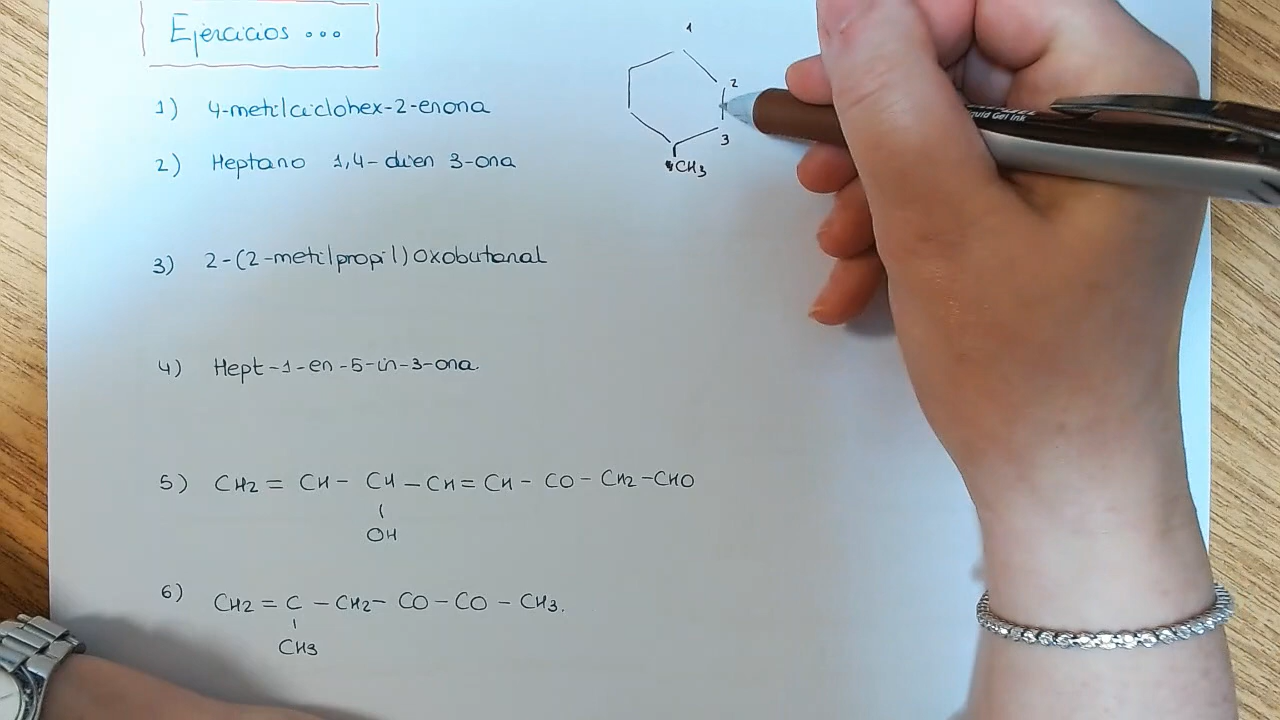 Ejercicios ...
1) 4-metilciclohex-2-enona
2) Heptano 1,4-dien 3-ona
3) 2-(2-metilpropil)oxobutanal
4) Hept-1-en-5-in-3-ona.
5) CH2 = CH - CH - CH = CH - CO - CH2 - CHO
OH
6) CH2 = C - CH2 - CO - CO - CH3.
CH3
1
2
3
4CH3
quid Gel Ink